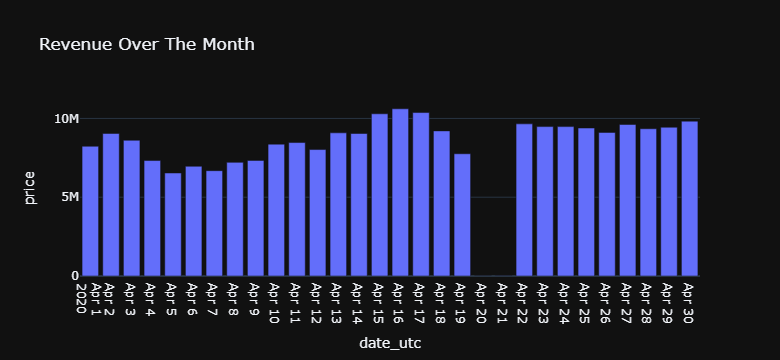 Revenue Over The Month
10M
5M
0
price
Apr 1
2020
Apr 2
Apr 3
Apr 4
Apr 5
Apr 6
Apr 7
Apr 8
Apr 9
Apr 10
Apr 11
Apr 12
Apr 13
Apr 14
Apr 15
Apr 16
Apr 17
Apr 18
Apr 19
Apr 20
Apr 21
Apr 22
Apr 23
Apr 24
Apr 25
Apr 26
Apr 27
Apr 28
Apr 29
Apr 30
date_utc